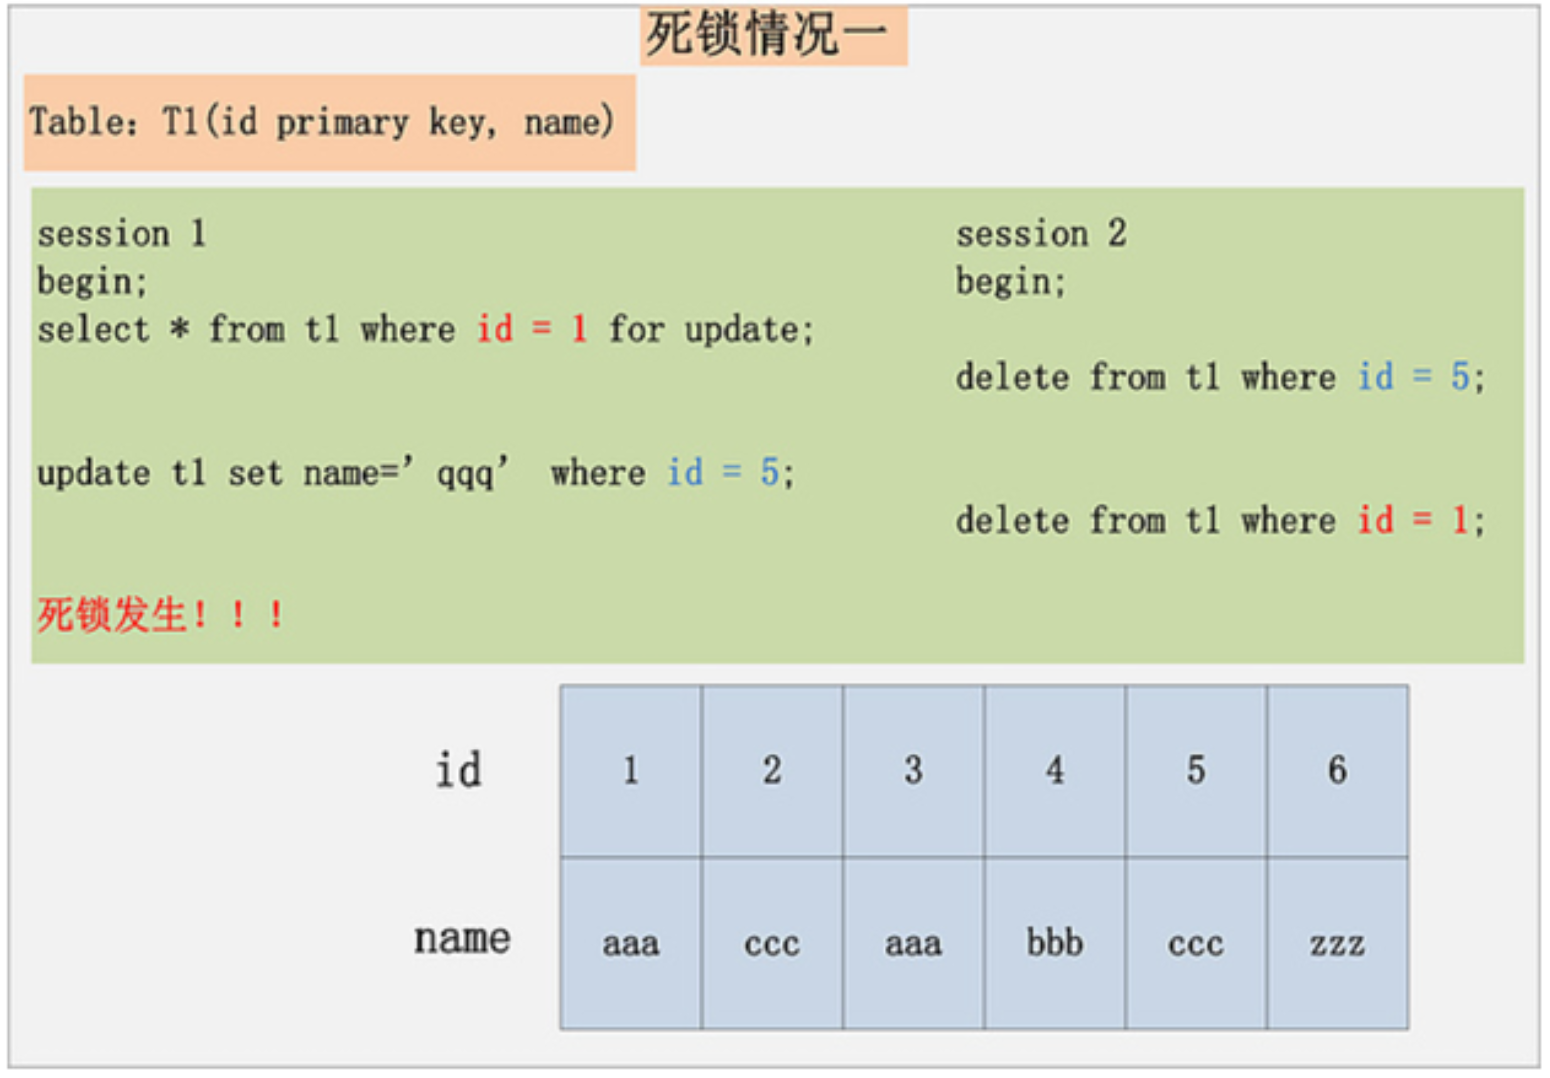 死锁情况一
Table: T1(id primary key, name)
session 1 session 2
begin; begin;
select * from t1 where id = 1 for update;
delete from t1 where id = 5;
update t1 set name=’ qqq’ where id = 5;
delete from t1 where id = 1;
死锁发生！！！
id 1 2 3 4 5 6
name aaa ccc aaa bbb ccc zzz